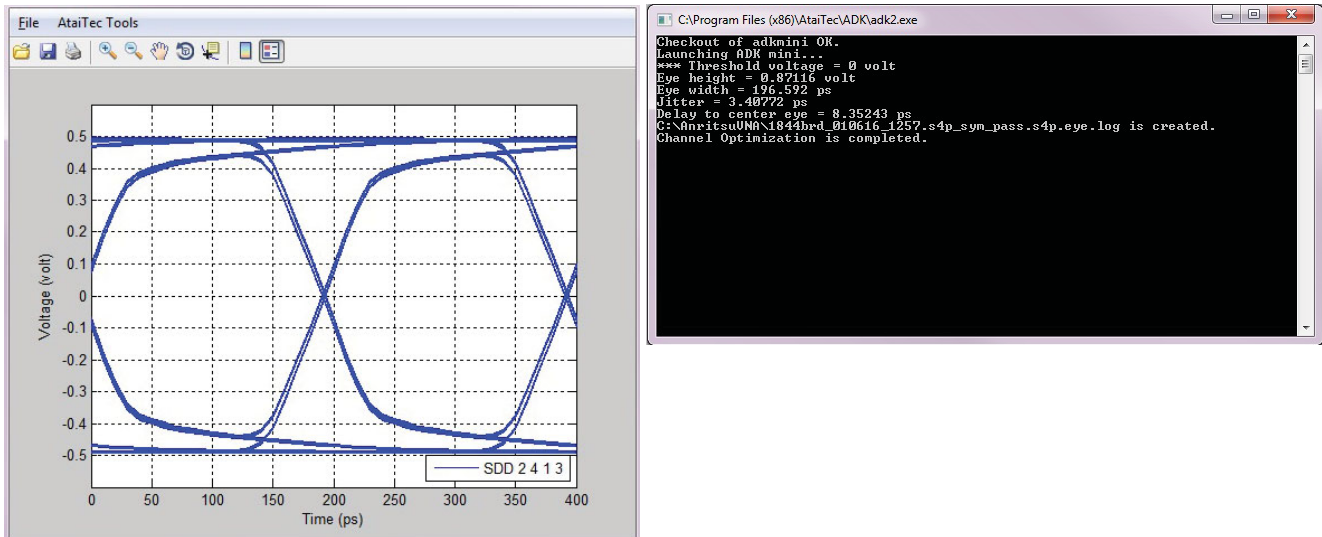 File AtaiTec Tools
0.5
0.4
0.3
0.2
0.1
0
-0.1
-0.2
-0.3
-0.4
-0.5
Voltage (volt)
SDD 2 4 1 3
0 50 100 150 200 250 300 350 400
Time (ps)
C:\Program Files (x86)\AtaiTec\ADK\adk2.exe
Checkout of adkmini OK.
Launching ADK mini...
*** Threshold voltage = 0 volt
Eye height = 0.87116 volt
Eye width = 196.592 ps
Jitter = 3.40772 ps
Delay to center eye = 8.35243 ps
C:\AnritsuVNA\1844brd_010616_1257.s4p_sym_pass.s4p.eye.log is created.
Channel Optimization is completed.